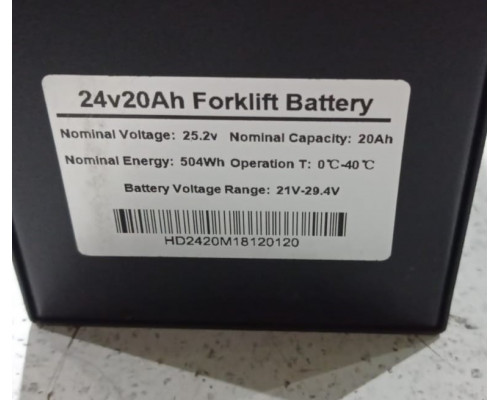 24v20Ah Forklift Battery
Nominal Voltage: 25.2v Nominal Capacity: 20Ah
Nominal Energy: 504Wh Operation T: 0℃-40℃
Battery Voltage Range: 21V-29.4V
HD2420M18120120